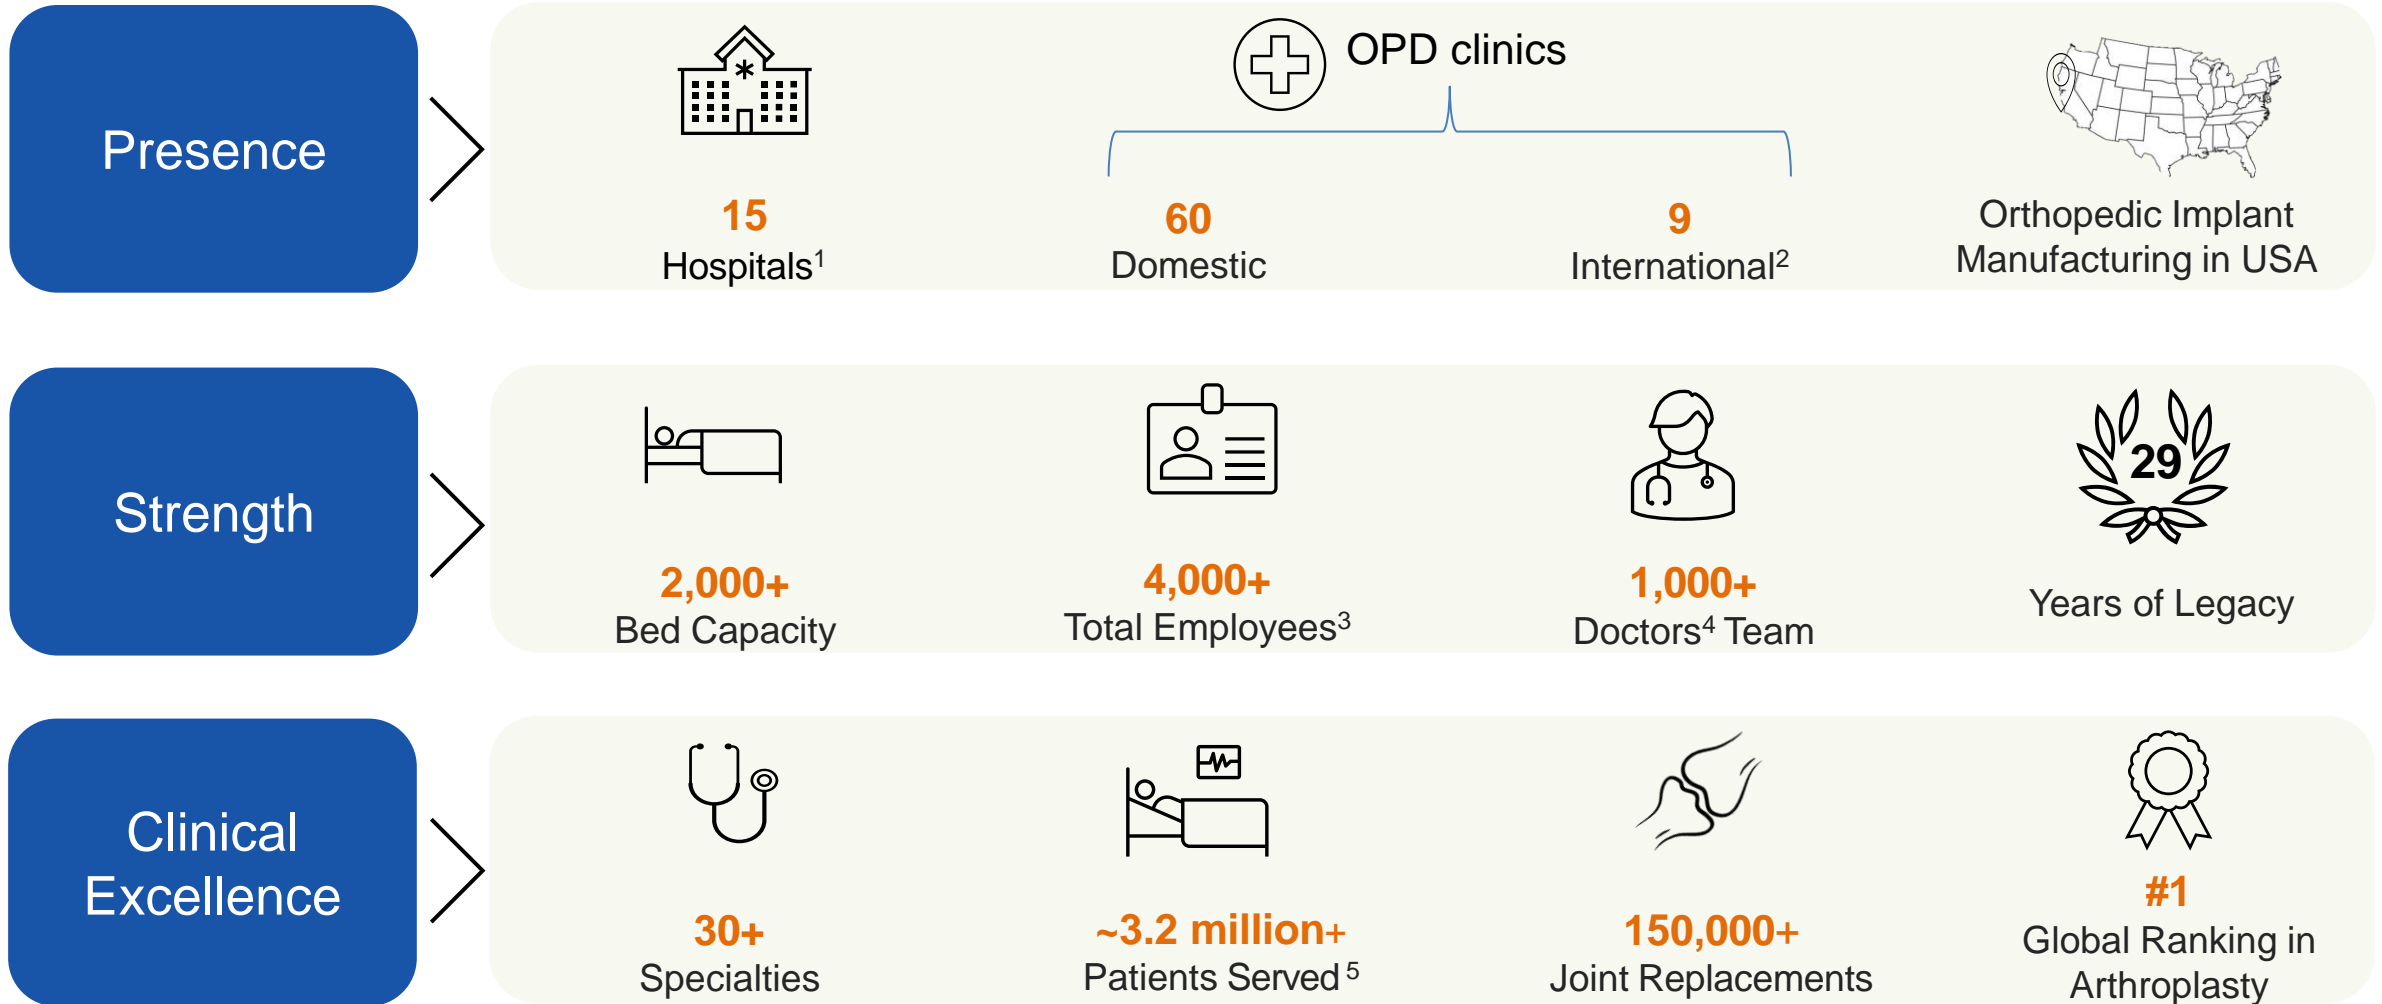 Presence
15
Hospitals1
OPD clinics
60
Domestic
9
International2
Orthopedic Implant
Manufacturing in USA
Strength
2,000+
Bed Capacity
4,000+
Total Employees3
1,000+
Doctors4 Team
29
Years of Legacy
Clinical
Excellence
30+
Specialties
~3.2 million+
Patients Served 5
150,000+
Joint Replacements
#1
Global Ranking in
Arthroplasty